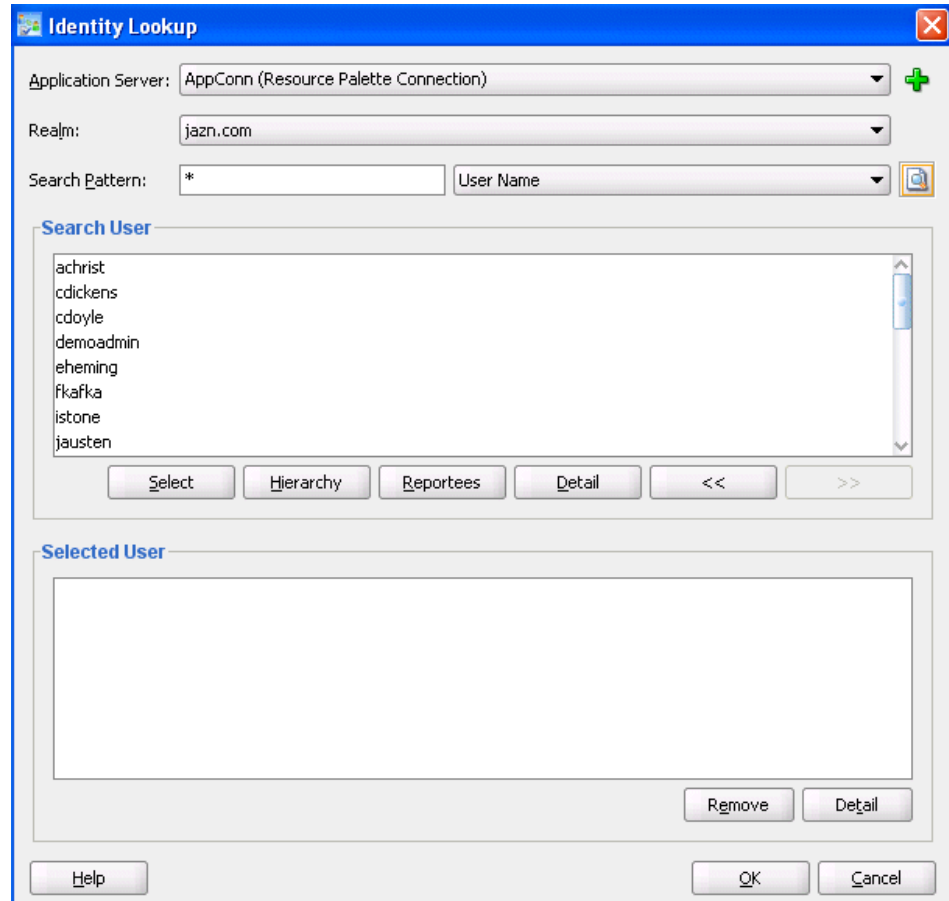 Identity Lookup
Application Server: AppConn (Resource Palette Connection)
Realm: jazn.com
Search Pattern: * User Name
Search User
achrist
cdickens
cdoyle
demoadmin
eheming
fkafka
istone
jausten
Select Hierarchy Reportees Detail << >>
Selected User
Remove Detail
Help OK Cancel